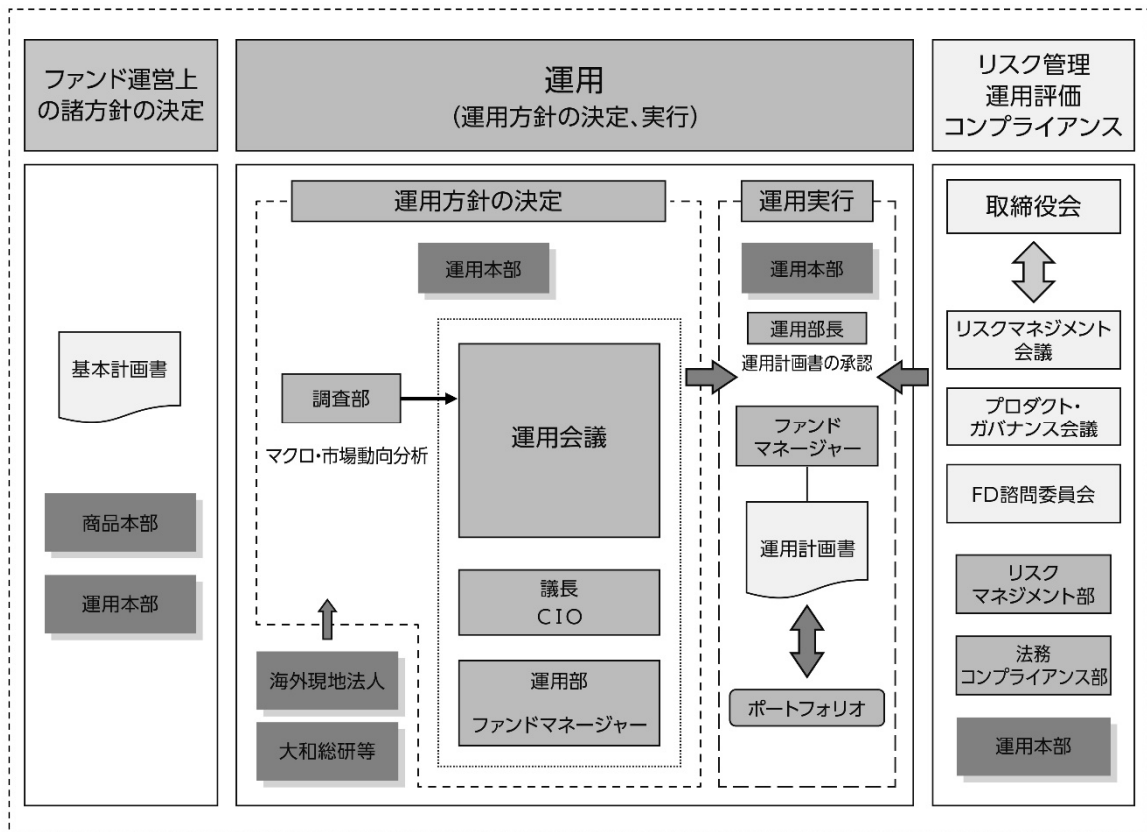 ファンド運営上
の諸方針の決定
基本計画書
商品本部
運用本部
運用
(運用方針の決定、実行)
運用方針の決定
運用本部
調査部
マクロ・市場動向分析
運用会議
議長
CIO
運用部
ファンドマネージャー
海外現地法人
大和総研等
運用実行
運用本部
運用部長
運用計画書の承認
ファンド
マネージャー
運用計画書
ポートフォリオ
リスク管理
運用評価
コンプライアンス
取締役会
リスクマネジメント
会議
プロダクト・
ガバナンス会議
FD諮問委員会
リスク
マネジメント部
法務
コンプライアンス部
運用本部